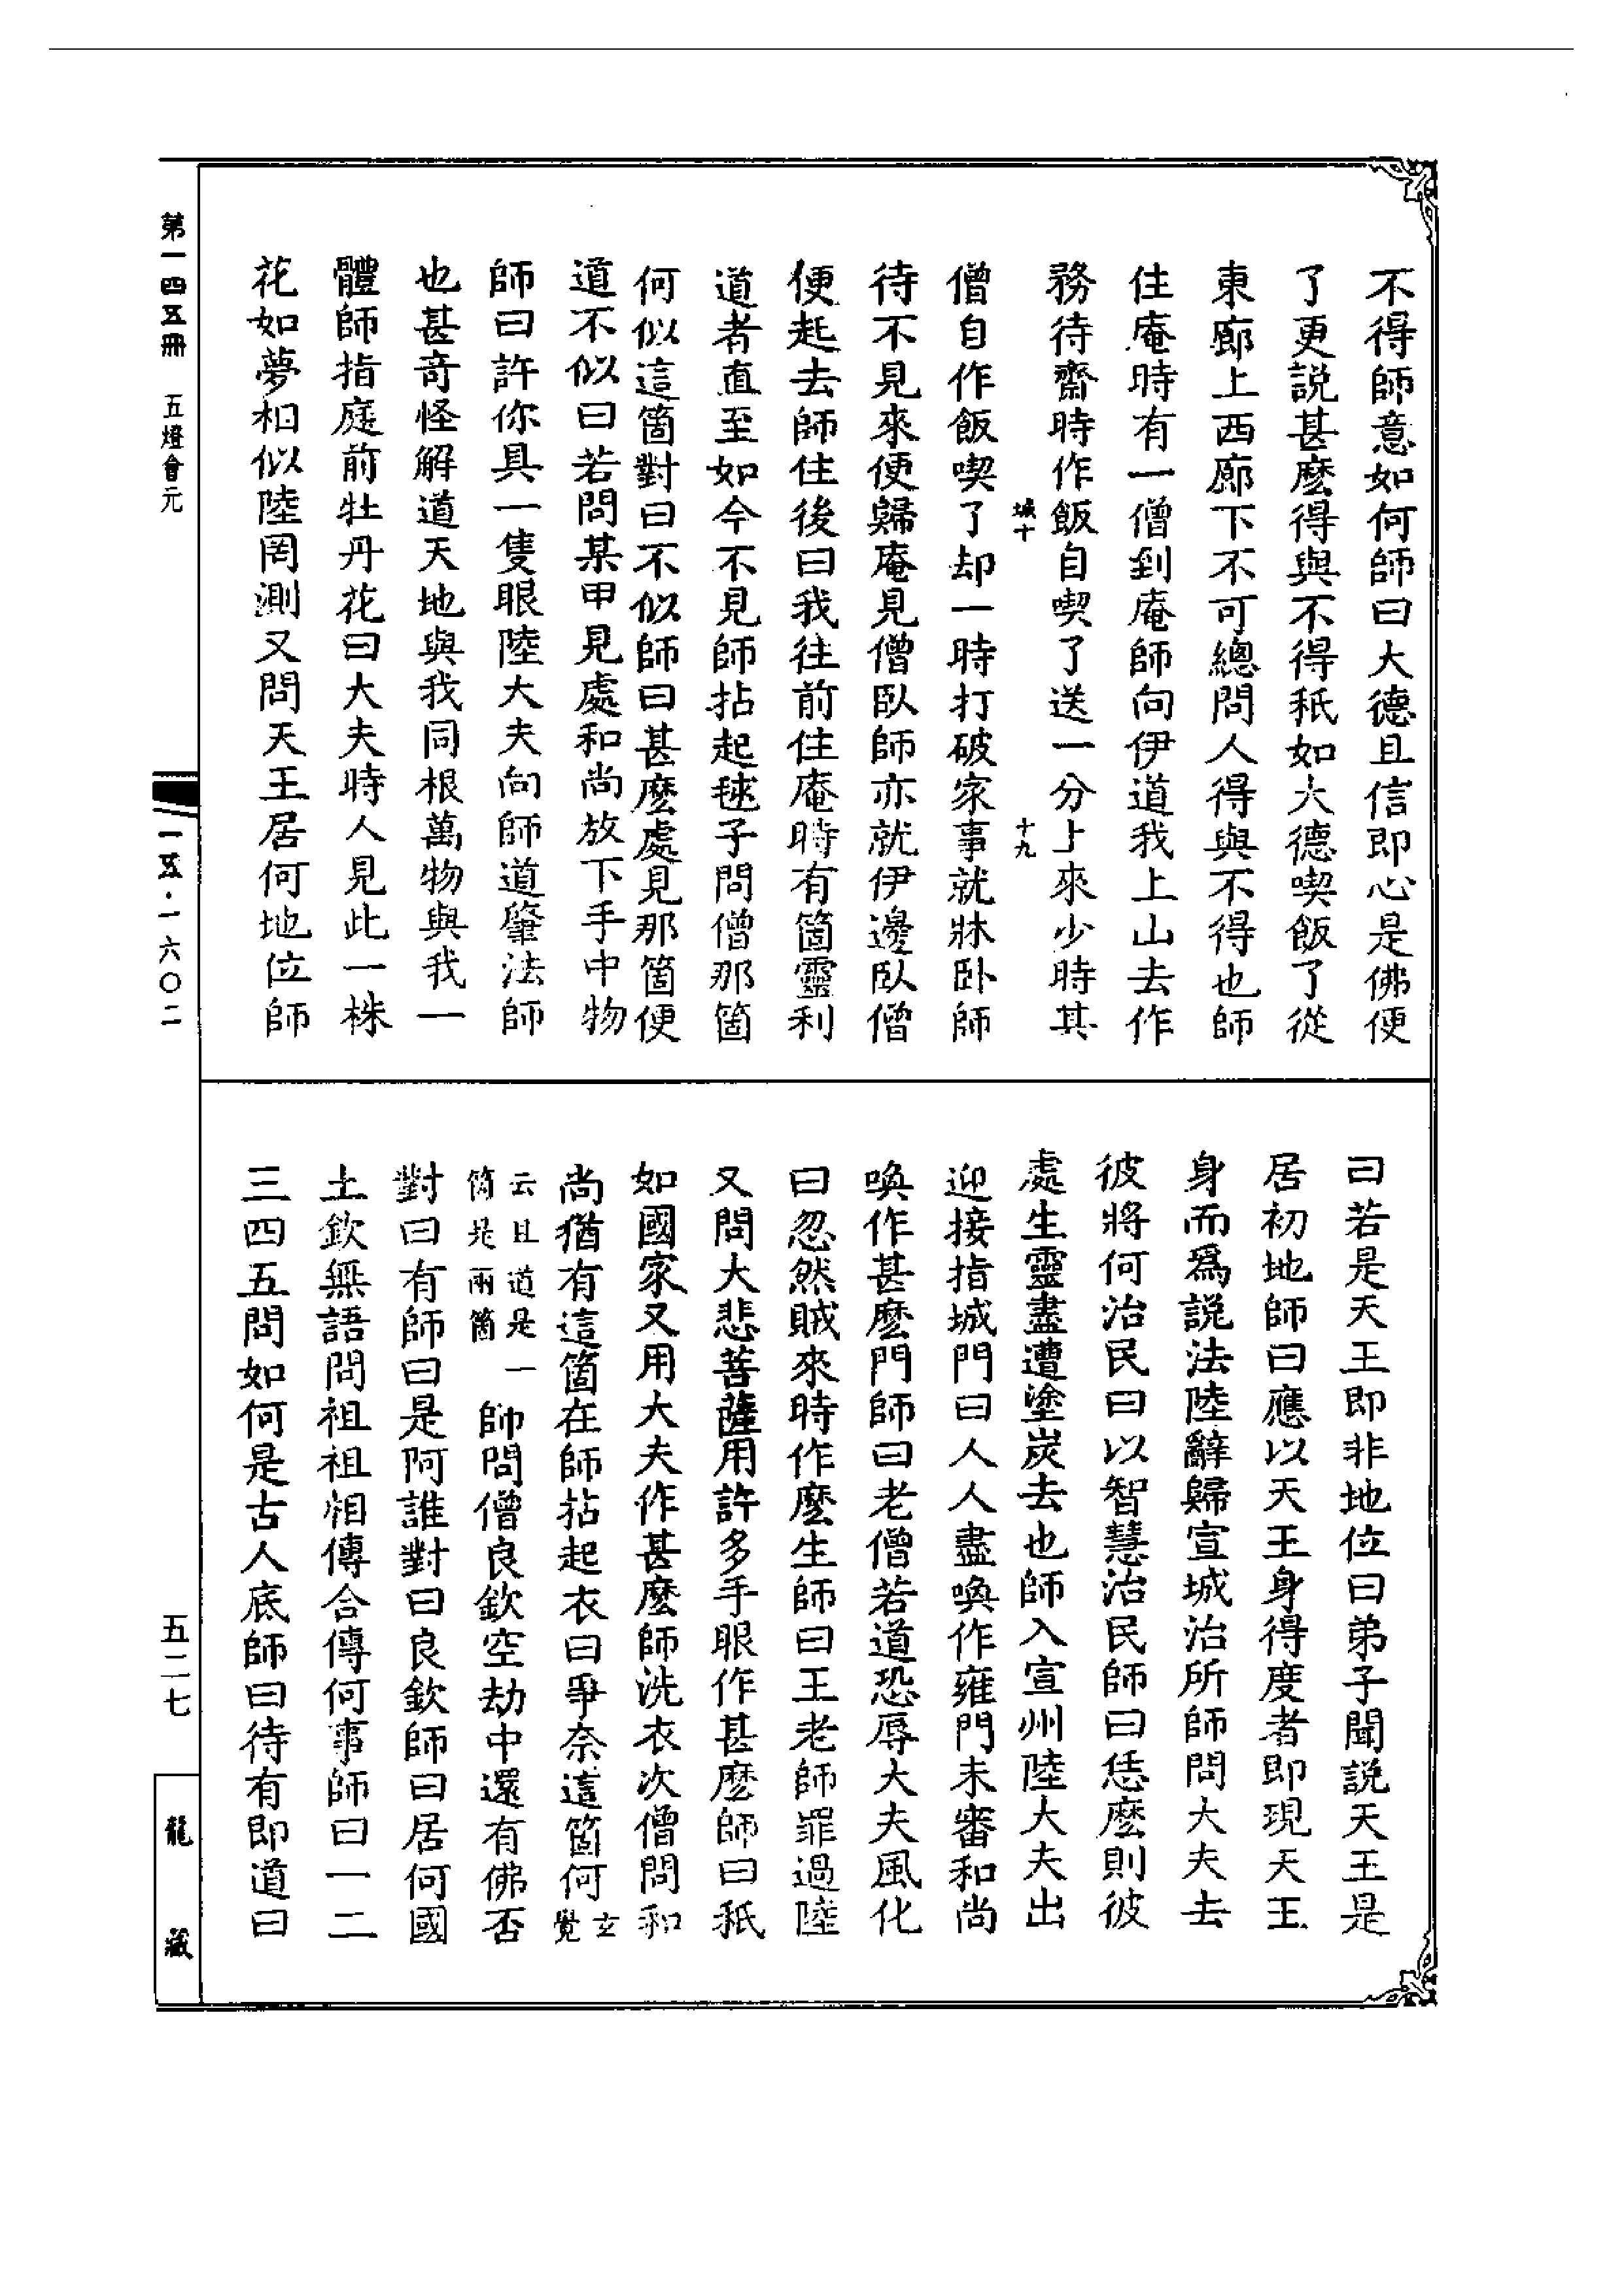 不得師意如何師曰大德且信即心是佛便
了更說甚麽得與不得秖如大德喫飯了從
東廊上西廊下不可總問人得與不得也師
住庵時有一僧到庵師向伊道我上山去作
務待齋時作飯自喫了送一分上來少時其
城十
十九
僧自作飯喫了却一時打破家事就牀卧師
待不見來便歸庵見僧臥師亦就伊邊臥僧
便起去師住後曰我往前住庵時有箇靈利
道者直至如今不見師拈起毬子問僧那箇
何似這箇對曰不似師曰甚麽處見那箇便
道不似曰若問某甲見處和尚放下手中物
師曰許你具一隻眼陸大夫向師道肇法師
也甚奇怪解道天地與我同根萬物與我一
體師指庭前牡丹花曰大夫時人見此一株
花如夢相似陸罔測又問天王居何地位師
曰若是天王即非地位曰弟子聞說天王是
居初地師曰應以天王身得度者即現天王
身而爲說法陸辭歸宣城治所師問大夫去
彼將何治民曰以智慧治民師曰恁麽則彼
處生靈盡遭塗炭去也師入宣州陸大夫出
迎接指城門曰人人盡喚作雍門未審和尚
喚作甚麽門師曰老僧若道恐辱大夫風化
曰忽然賊來時作麽生師曰王老師罪過陸
又問大悲菩薩用許多手眼作甚麽師曰秖
如國家又用大夫作甚麽師洗衣次僧問和
尚猶有這箇在師拈起衣曰爭奈這箇何玄覺
云且道是一箇是兩箇師問僧良欽空劫中還有佛否
對曰有師曰是阿誰對曰良欽師曰居何國
土欽無語問祖祖相傳合傳何事師曰一二
三四五問如何是古人底師曰待有即道曰
第一四五冊 五燈會元
一五·一六〇二
五二七
龍藏